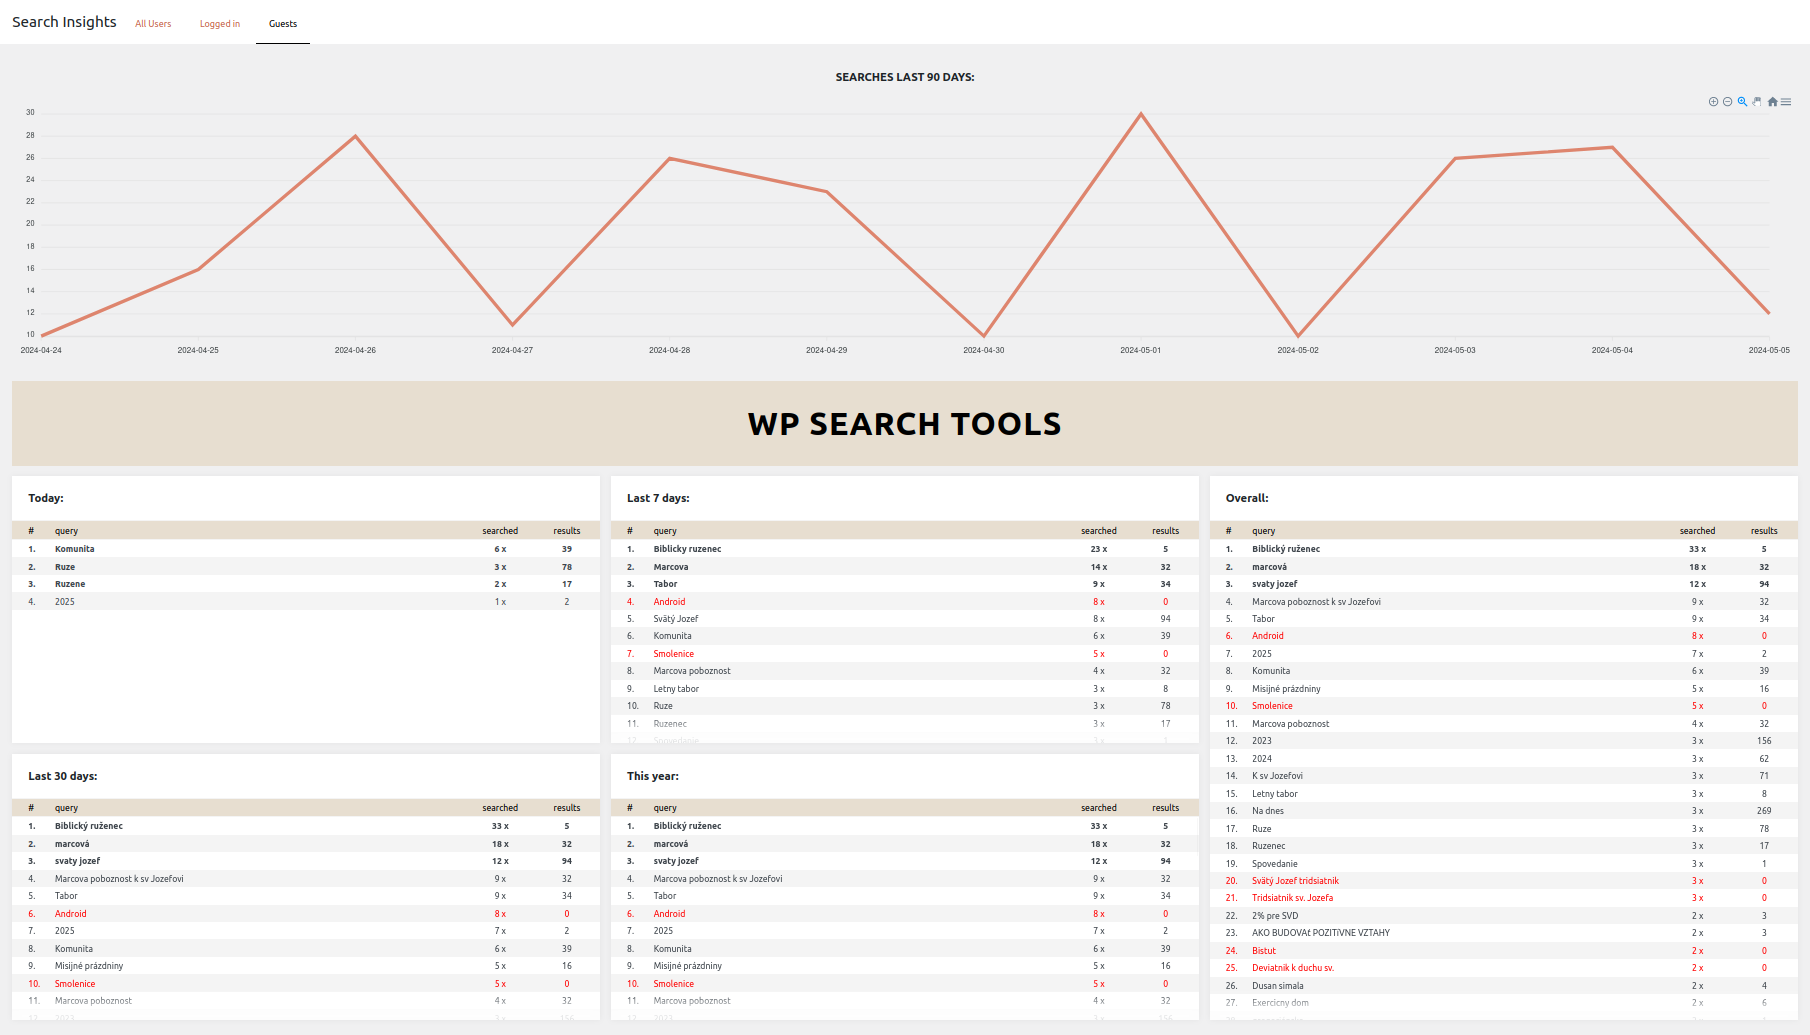 Search Insights All Users Logged in Guests
SEARCHES LAST 90 DAYS:
30
28
26
24
22
20
18
16
14
12
10
2024-04-24 2024-04-25 2024-04-26 2024-04-27 2024-04-28 2024-04-29 2024-04-30 2024-05-01 2024-05-02 2024-05-03 2024-05-04 2024-05-05
WP SEARCH TOOLS
Today:
# query searched results
1. Komunita 6 x 39
2. Ruze 3 x 78
3. Ruzene 2 x 17
4. 2025 1 x 2
Last 7 days:
# query searched results
1. Biblicky ruzenec 23 x 5
2. Marcova 14 x 32
3. Tabor 9 x 34
4. Android 8 x 0
5. Svätý Jozef 8 x 94
6. Komunita 6 x 39
7. Smolenice 5 x 0
8. Marcova poboznost 4 x 32
9. Letny tabor 3 x 8
10. Ruze 3 x 78
11. Ruzenec 3 x 17
12. Spovedanie 3 x 1
Overall:
# query searched results
1. Biblický ruženec 33 x 5
2. marcová 18 x 32
3. svaty jozef 12 x 94
4. Marcova poboznost k sv Jozefovi 9 x 32
5. Tabor 9 x 34
6. Android 8 x 0
7. 2025 7 x 2
8. Komunita 6 x 39
9. Misijné prázdniny 5 x 16
10. Smolenice 5 x 0
11. Marcova poboznost 4 x 32
12. 2023 3 x 156
13. 2024 3 x 62
14. K sv Jozefovi 3 x 71
15. Letny tabor 3 x 8
16. Na dnes 3 x 269
17. Ruze 3 x 78
18. Ruzenec 3 x 17
19. Spovedanie 3 x 1
20. Svätý Jozef tridsiatnik 3 x 0
21. Tridsiatnik sv. Jozefa 3 x 0
22. 2% pre SVD 2 x 3
23. AKO BUDOVAť POZITíVNE VZTAHY 2 x 3
24. Bistut 2 x 0
25. Deviatnik k duchu sv. 2 x 0
26. Dusan simala 2 x 4
27. Exercicny dom 2 x 6
Last 30 days:
# query searched results
1. Biblický ruženec 33 x 5
2. marcová 18 x 32
3. svaty jozef 12 x 94
4. Marcova poboznost k sv Jozefovi 9 x 32
5. Tabor 9 x 34
6. Android 8 x 0
7. 2025 7 x 2
8. Komunita 6 x 39
9. Misijné prázdniny 5 x 16
10. Smolenice 5 x 0
11. Marcova poboznost 4 x 32
12. 2023 3 x 156
This year:
# query searched results
1. Biblický ruženec 33 x 5
2. marcová 18 x 32
3. svaty jozef 12 x 94
4. Marcova poboznost k sv Jozefovi 9 x 32
5. Tabor 9 x 34
6. Android 8 x 0
7. 2025 7 x 2
8. Komunita 6 x 39
9. Misijné prázdniny 5 x 16
10. Smolenice 5 x 0
11. Marcova poboznost 4 x 32
12. 2023 3 x 156